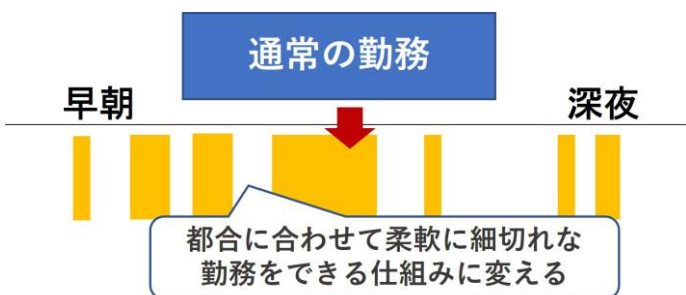 通常の勤務
早朝
深夜
都合に合わせて柔軟に細切れな
勤務をできる仕組みに変える